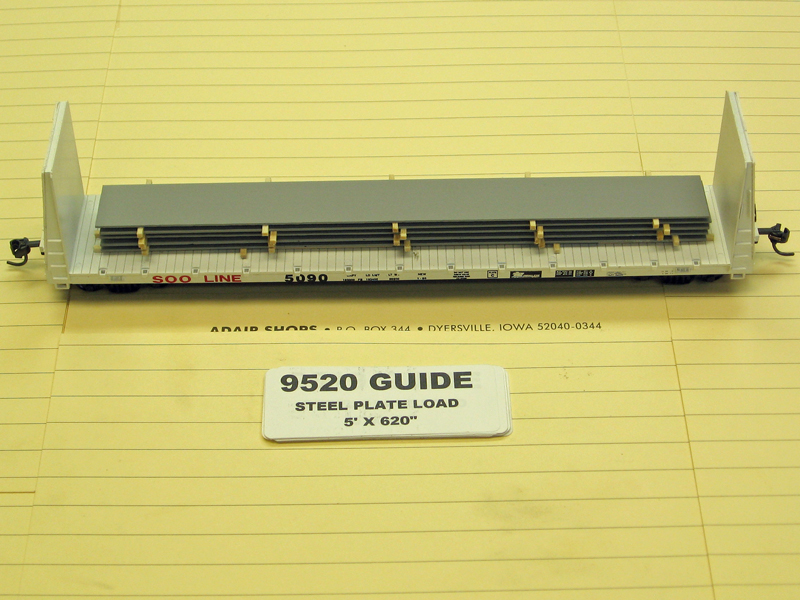 SOO LINE 5090
ADAIR SHOPS • P.O. BOX 344 • DYERSVILLE, IOWA 52040-0344
9520 GUIDE
STEEL PLATE LOAD
5' X 620"